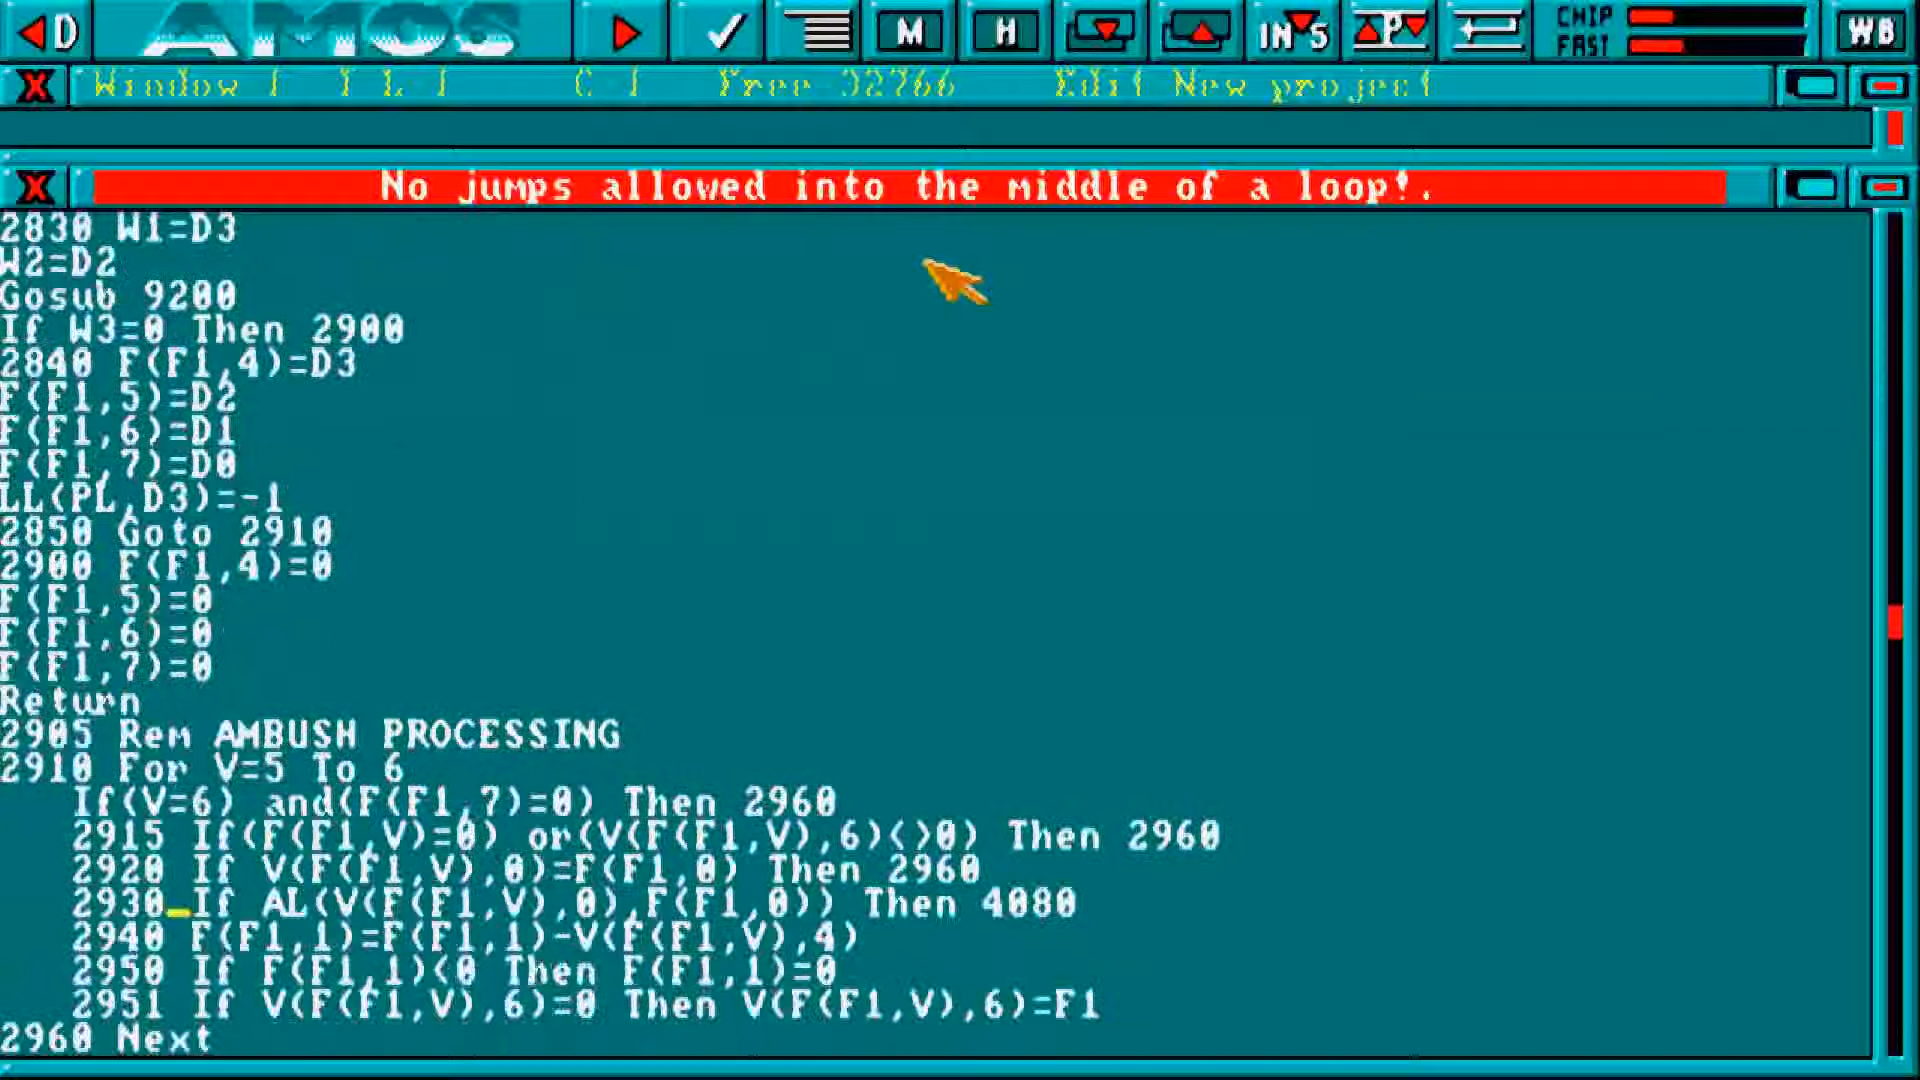 D AMOS M H INS P CHIP FAST WB
Window 1 I L 1 C 1 Free 32766 Edit New project
No jumps allowed into the middle of a loop!.
2830 W1=D3
W2=D2
Gosub 9200
If W3=0 Then 2900
2840 F(F1,4)=D3
F(F1,5)=D2
F(F1,6)=D1
F(F1,7)=D0
LL(PL,D3)=-1
2850 Goto 2910
2900 F(F1,4)=0
F(F1,5)=0
F(F1,6)=0
F(F1,7)=0
Return
2905 Rem AMBUSH PROCESSING
2910 For V=5 To 6
If(V=6) and(F(F1,7)=0) Then 2960
2915 If(F(F1,V)=0) or(V(F(F1,V),6)<>0) Then 2960
2920 If V(F(F1,V),0)=F(F1,0) Then 2960
2930 If AL(V(F(F1,V),0),F(F1,0)) Then 4080
2940 F(F1,1)=F(F1,1)-V(F(F1,V),4)
2950 If F(F1,1)<0 Then F(F1,1)=0
2951 If V(F(F1,V),6)=0 Then V(F(F1,V),6)=F1
2960 Next